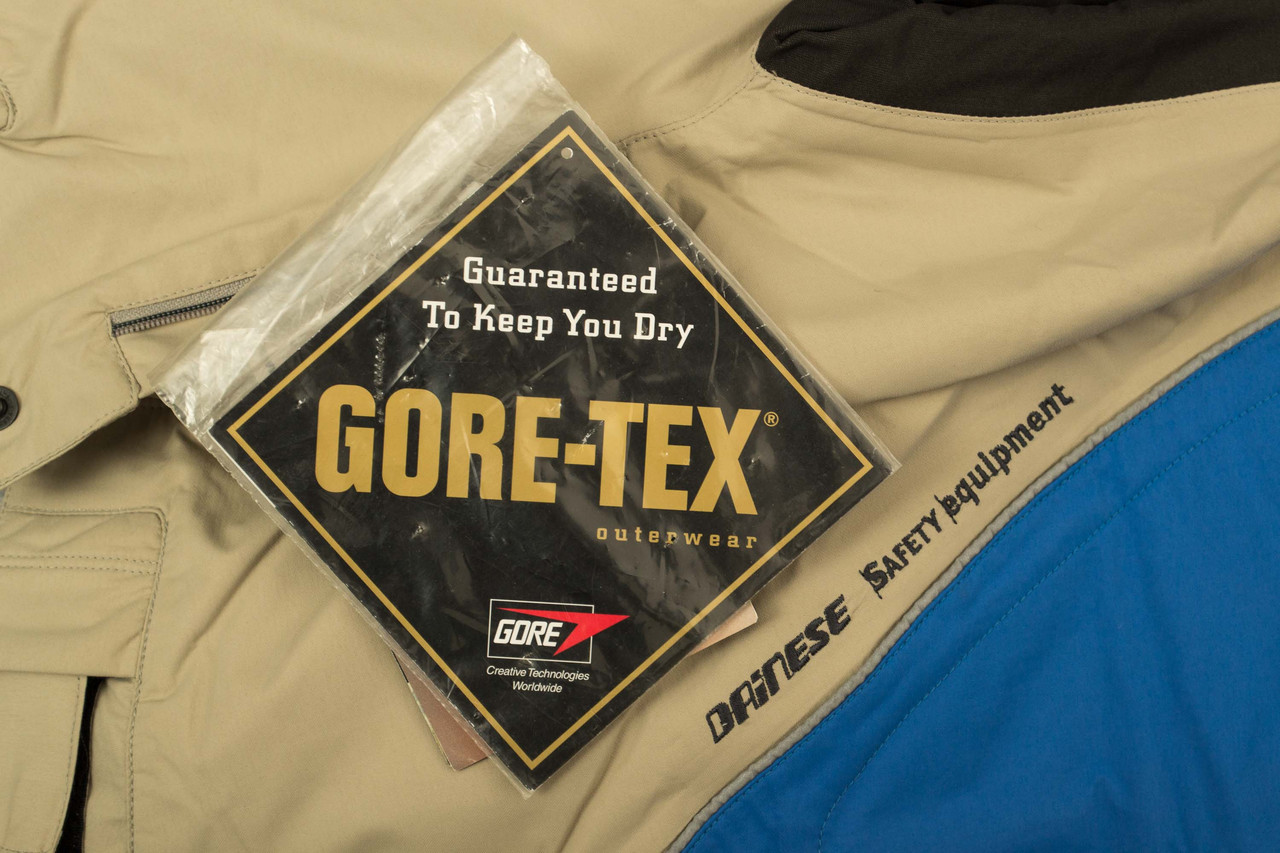 Guaranteed
To Keep You Dry
GORE-TEX®
outerwear
GORE
Creative Technologies
Worldwide
DAiNESE SAFETY equipment